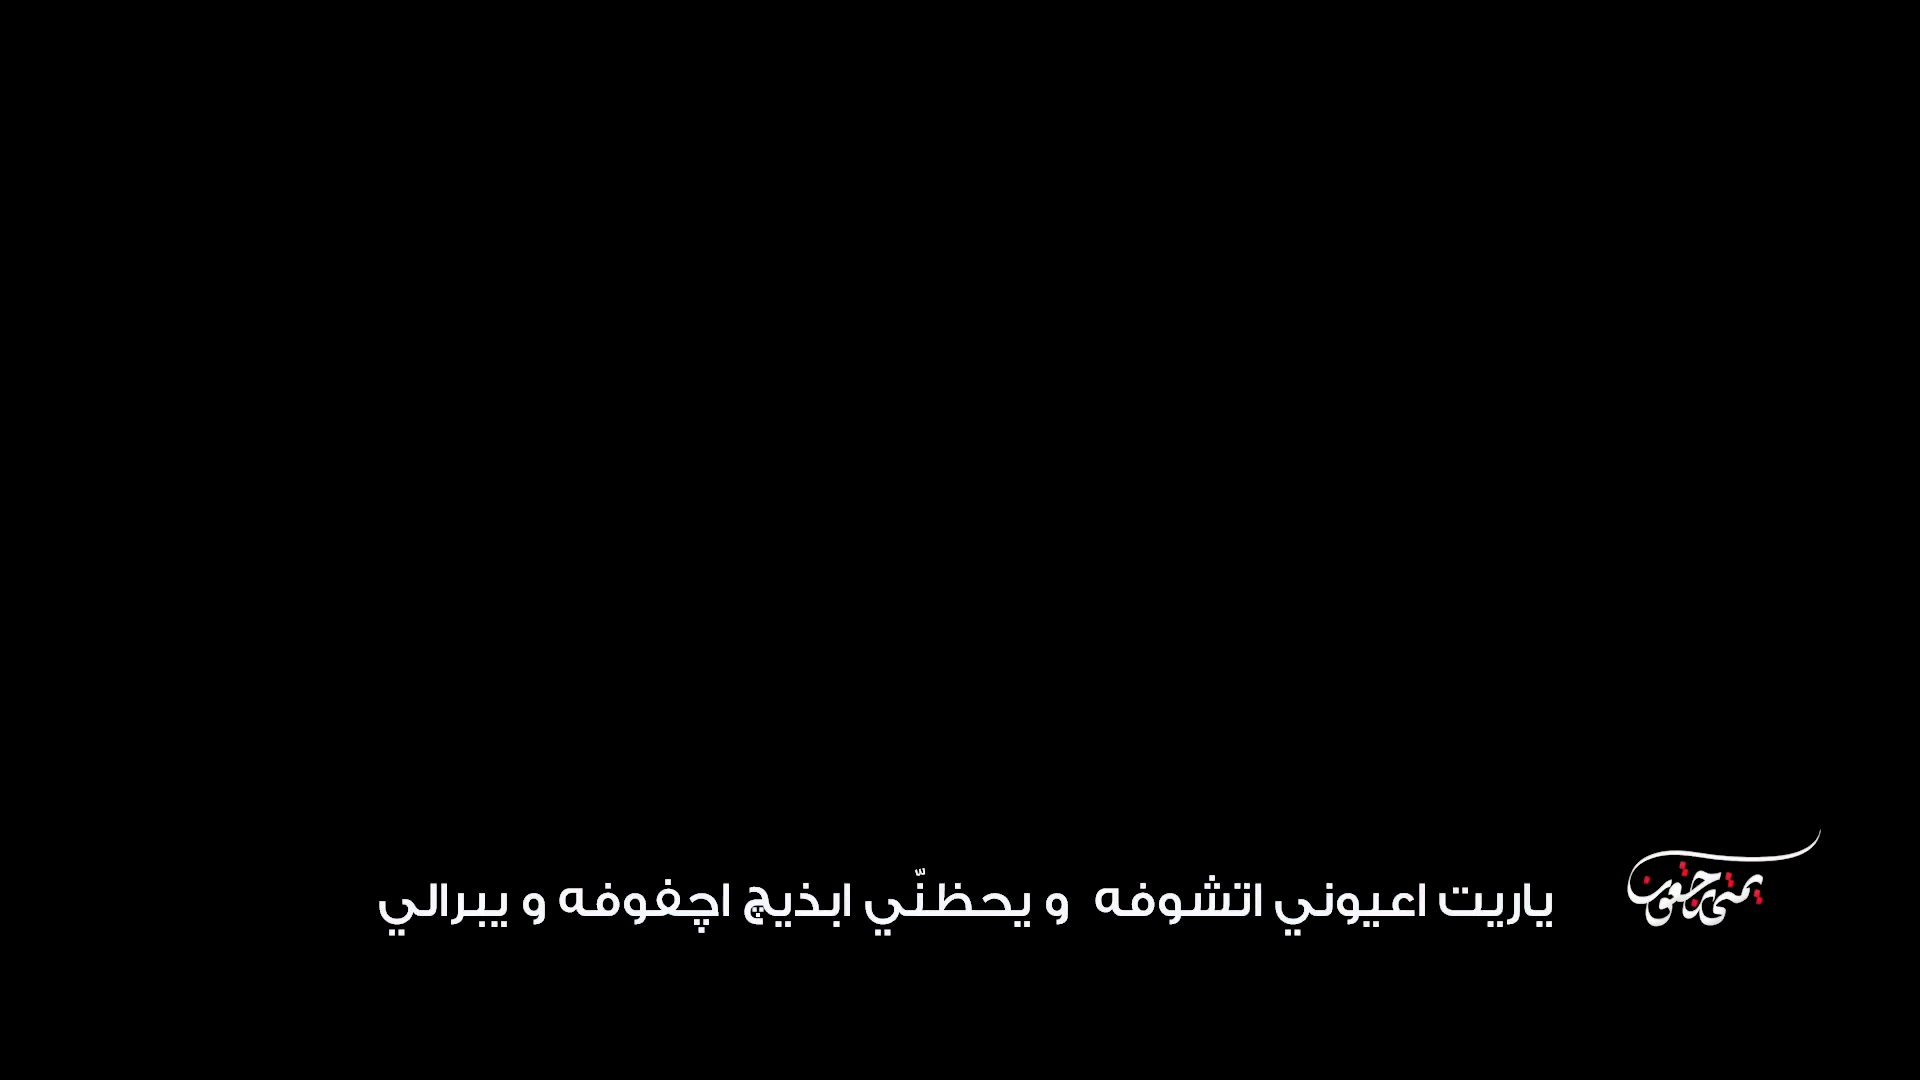 ياريت اعيوني اتشوفه و يحظنّي ابذيچ اچفوفه و يبرالي